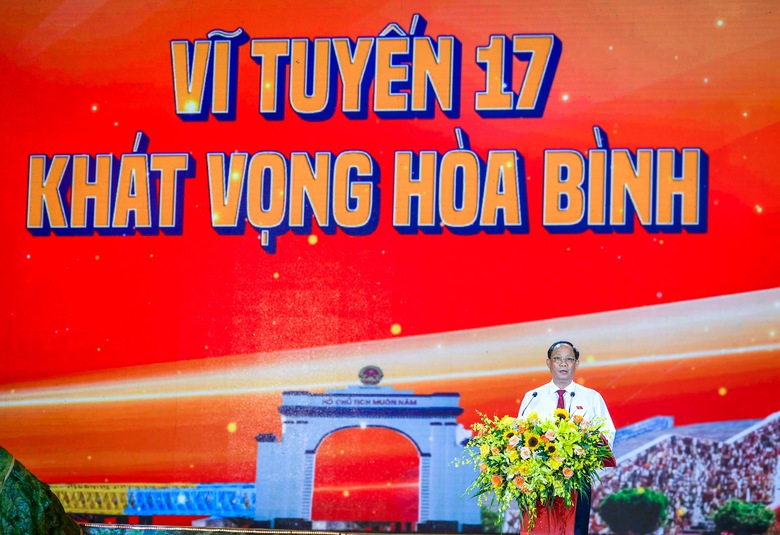 VĨ TUYẾN 17
KHÁT VỌNG HÒA BÌNH
HỒ CHỦ TỊCH MUÔN NĂM